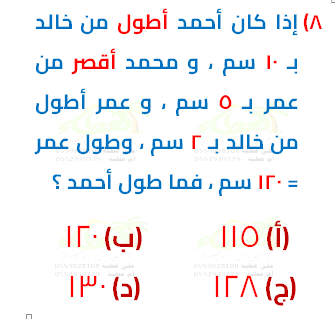 ٨) إذا كان أحمد أطول من خالد
بـ ١٠ سم ، و محمد أقصر من
عمر بـ ٥ سم ، و عمر أطول
من خالد بـ ٢ سم ، وطول عمر
= ١٢٠ سم ، فما طول أحمد ؟
(أ) ١١٥ (ب) ١٢٠
(ج) ١٢٨ (د) ١٣٠